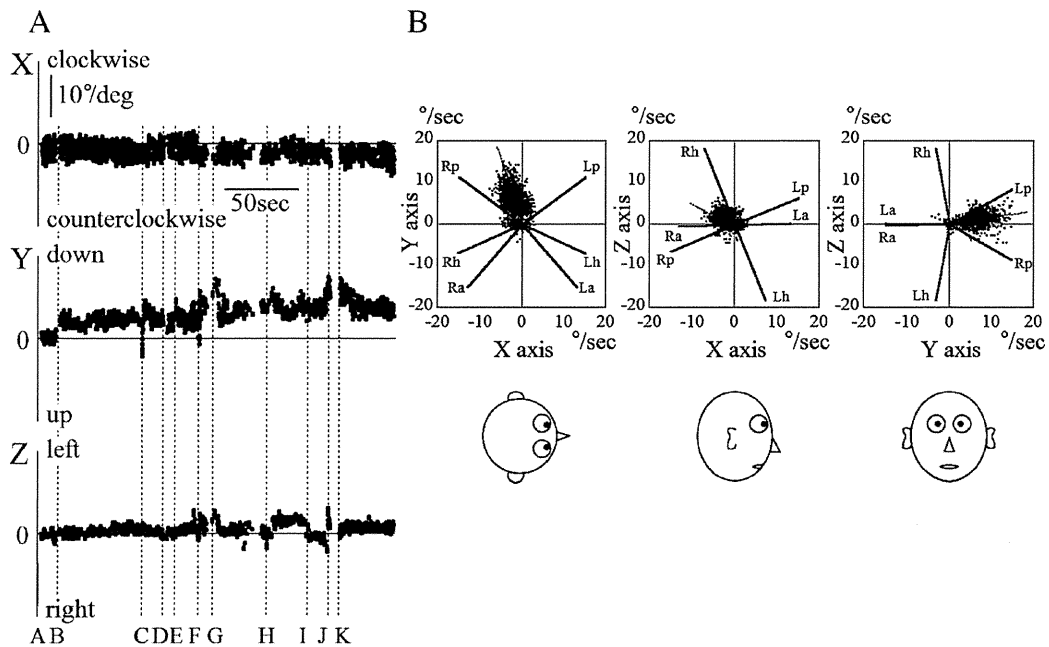 A
X
clockwise
10°/deg
0
50sec
counterclockwise
Y
down
0
up
Z
left
0
right
A B C D E F G H I J K
B
°/sec
20
10
0
-10
-20
Y axis
Rp
Lp
Rh
Lh
Ra
La
-20 -10 0 10 20
X axis °/sec
°/sec
20
10
0
-10
-20
Z axis
Rh
Lp
La
Ra
Rp
Lh
-20 -10 0 10 20
X axis °/sec
°/sec
20
10
0
-10
-20
Z axis
Rh
Lp
La
Ra
Rp
Lh
-20 -10 0 10 20
Y axis °/sec